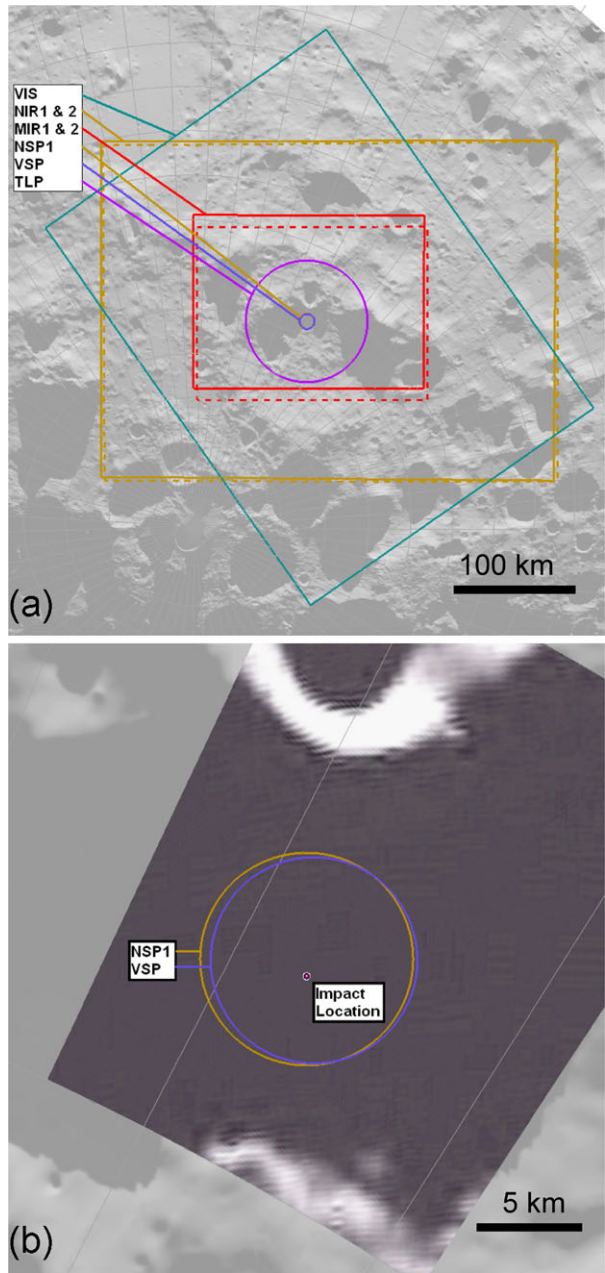 VIS
NIR1 & 2
MIR1 & 2
NSP1
VSP
TLP
100 km
(a)
NSP1
VSP
Impact
Location
5 km
(b)